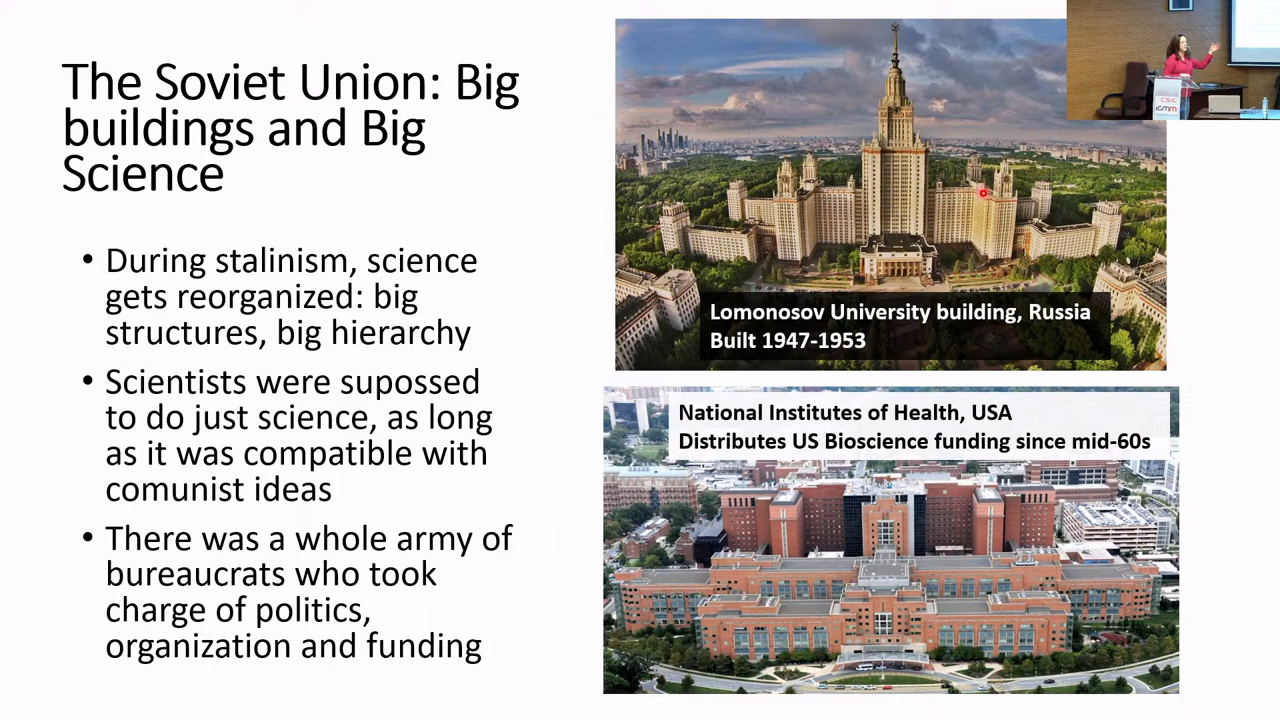 The Soviet Union: Big
buildings and Big
Science
• During stalinism, science
gets reorganized: big
structures, big hierarchy
• Scientists were supossed
to do just science, as long
as it was compatible with
comunist ideas
• There was a whole army of
bureaucrats who took
charge of politics,
organization and funding
Lomonosov University building, Russia
Built 1947-1953
National Institutes of Health, USA
Distributes US Bioscience funding since mid-60s
CSIC
icmm